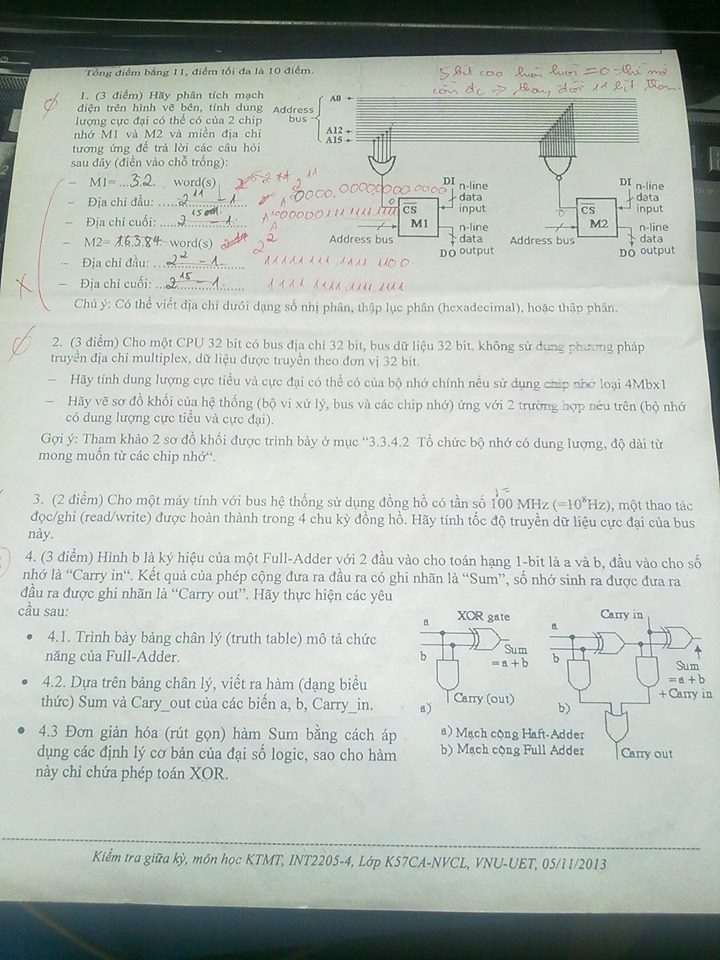 Tổng điểm bằng 11, điểm tối đa là 10 điểm.
5 bit cao luôn luôn = 0 thì mở
còn đc → thay đổi 11 bit thấp.
1. (3 điểm) Hãy phân tích mạch
điện trên hình vẽ bên, tính dung
lượng cực đại có thể có của 2 chip
nhớ M1 và M2 và miền địa chỉ
tương ứng để trả lời các câu hỏi
sau đây (điền vào chỗ trống):
– M1= ...32.. word(s) 2^11
– Địa chỉ đầu: ...2^11 – 1... 0000.00000000.0000
– Địa chỉ cuối: ...2^15 – 1...
– M2= 16384 word(s) 2^2
– Địa chỉ đầu: ...2^2 – 1... 1111 1111 . 1111 . 1100
– Địa chỉ cuối: ...2^15 – 1... 1111 1111 . 1111 . 1111
Address
bus
A0
A12
A15
CS
M1
DI
n-line
data
input
n-line
data
DO output
Address bus
CS
M2
DI
n-line
data
input
n-line
data
DO output
Address bus
Chú ý: Có thể viết địa chỉ dưới dạng số nhị phân, thập lục phân (hexadecimal), hoặc thập phân.
2. (3 điểm) Cho một CPU 32 bit có bus địa chỉ 32 bit, bus dữ liệu 32 bit. không sử dụng phương pháp
truyền địa chỉ multiplex, dữ liệu được truyền theo đơn vị 32 bit.
– Hãy tính dung lượng cực tiểu và cực đại có thể có của bộ nhớ chính nếu sử dụng chip nhớ loại 4Mbx1
– Hãy vẽ sơ đồ khối của hệ thống (bộ vi xử lý, bus và các chip nhớ) ứng với 2 trường hợp nêu trên (bộ nhớ
có dung lượng cực tiểu và cực đại).
Gợi ý: Tham khảo 2 sơ đồ khối được trình bày ở mục “3.3.4.2 Tổ chức bộ nhớ có dung lượng, độ dài từ
mong muốn từ các chip nhớ“.
3. (2 điểm) Cho một máy tính với bus hệ thống sử dụng đồng hồ có tần số 100 MHz (=10^8Hz), một thao tác
đọc/ghi (read/write) được hoàn thành trong 4 chu kỳ đồng hồ. Hãy tính tốc độ truyền dữ liệu cực đại của bus
này.
4. (3 điểm) Hình b là ký hiệu của một Full-Adder với 2 đầu vào cho toán hạng 1-bit là a và b, đầu vào cho số
nhớ là “Carry in“. Kết quả của phép cộng đưa ra đầu ra có ghi nhãn là “Sum”, số nhớ sinh ra được đưa ra
đầu ra được ghi nhãn là “Carry out”. Hãy thực hiện các yêu
cầu sau:
• 4.1. Trình bày bảng chân lý (truth table) mô tả chức
năng của Full-Adder.
• 4.2. Dựa trên bảng chân lý, viết ra hàm (dạng biểu
thức) Sum và Cary_out của các biến a, b, Carry_in.
• 4.3 Đơn giản hóa (rút gọn) hàm Sum bằng cách áp
dụng các định lý cơ bản của đại số logic, sao cho hàm
này chỉ chứa phép toán XOR.
XOR gate
a
b
Sum
= a + b
Carry (out)
a)
Carry in
a
b
Sum
= a + b
+ Carry in
b)
Carry out
a) Mạch cộng Haft-Adder
b) Mạch cộng Full Adder
Kiểm tra giữa kỳ, môn học KTMT, INT2205-4, Lớp K57CA-NVCL, VNU-UET, 05/11/2013